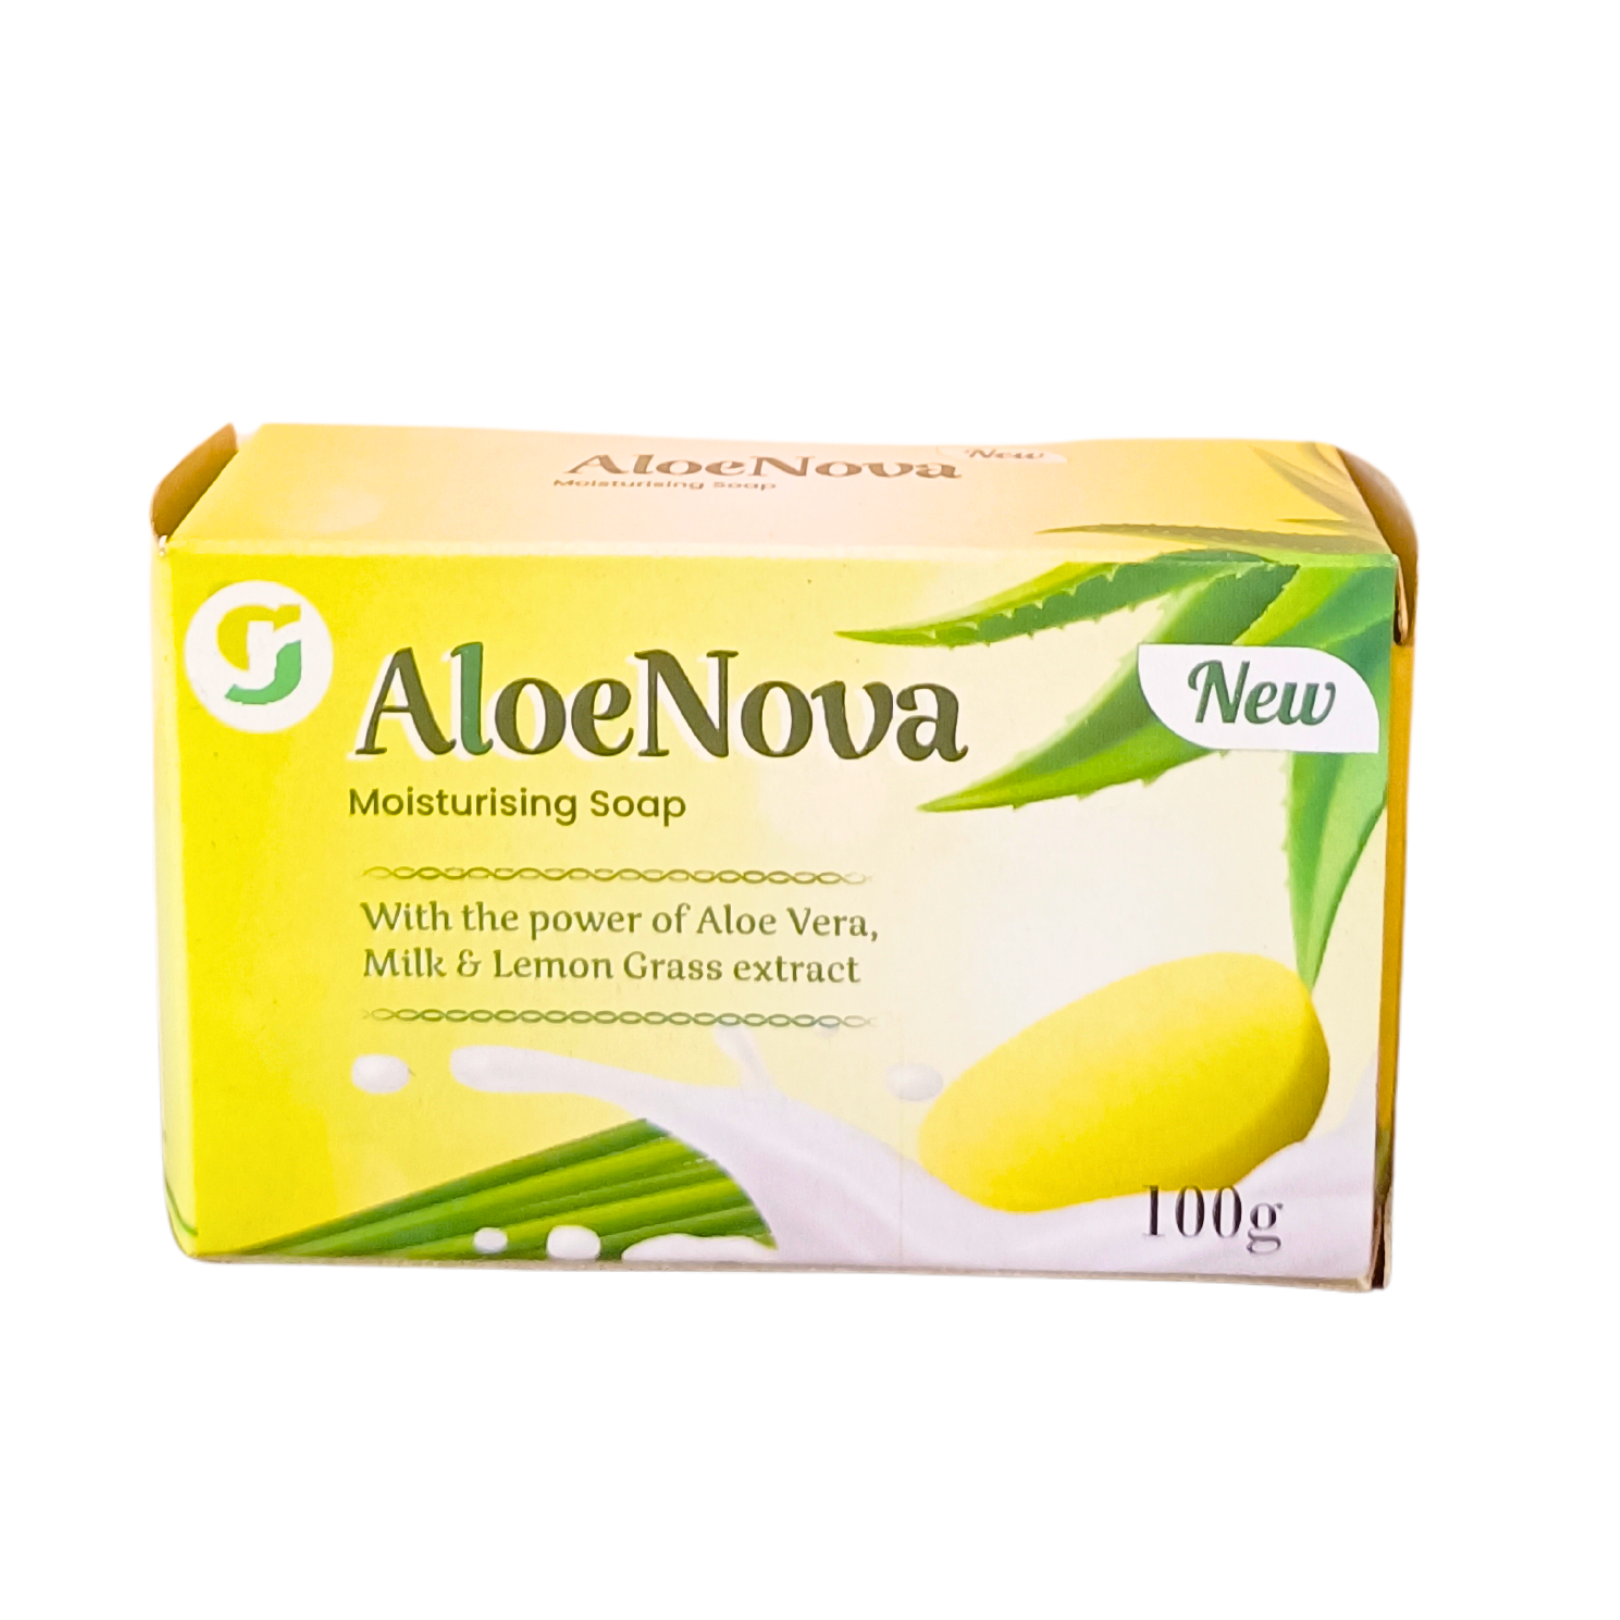 AloeNova New
Moisturising Soap
gr
AloeNova
New
Moisturising Soap
With the power of Aloe Vera,
Milk & Lemon Grass extract
100g